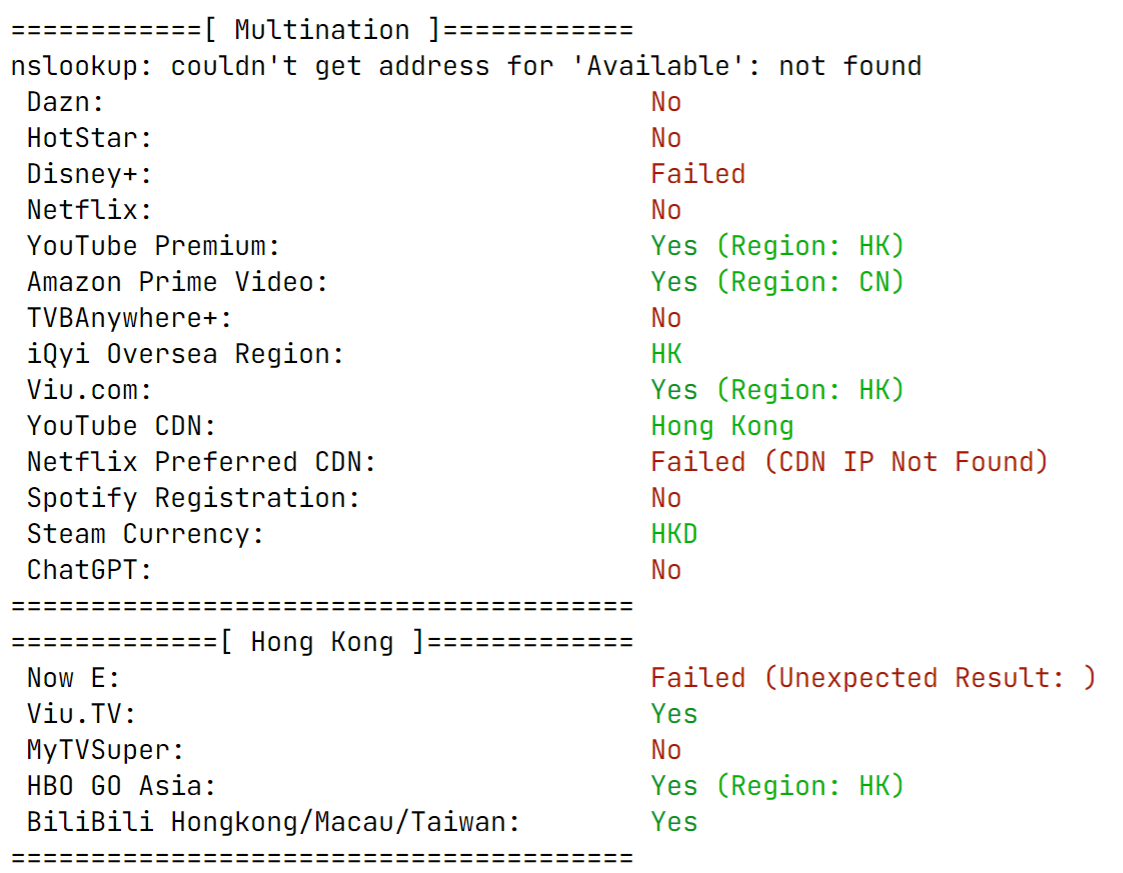 ============[ Multination ]============
nslookup: couldn't get address for 'Available': not found
 Dazn:                                  No
 HotStar:                               No
 Disney+:                               Failed
 Netflix:                               No
 YouTube Premium:                       Yes (Region: HK)
 Amazon Prime Video:                    Yes (Region: CN)
 TVBAnywhere+:                          No
 iQyi Oversea Region:                   HK
 Viu.com:                               Yes (Region: HK)
 YouTube CDN:                           Hong Kong
 Netflix Preferred CDN:                 Failed (CDN IP Not Found)
 Spotify Registration:                  No
 Steam Currency:                        HKD
 ChatGPT:                               No
=======================================
=============[ Hong Kong ]=============
 Now E:                                 Failed (Unexpected Result: )
 Viu.TV:                                Yes
 MyTVSuper:                             No
 HBO GO Asia:                           Yes (Region: HK)
 BiliBili Hongkong/Macau/Taiwan:        Yes
=======================================